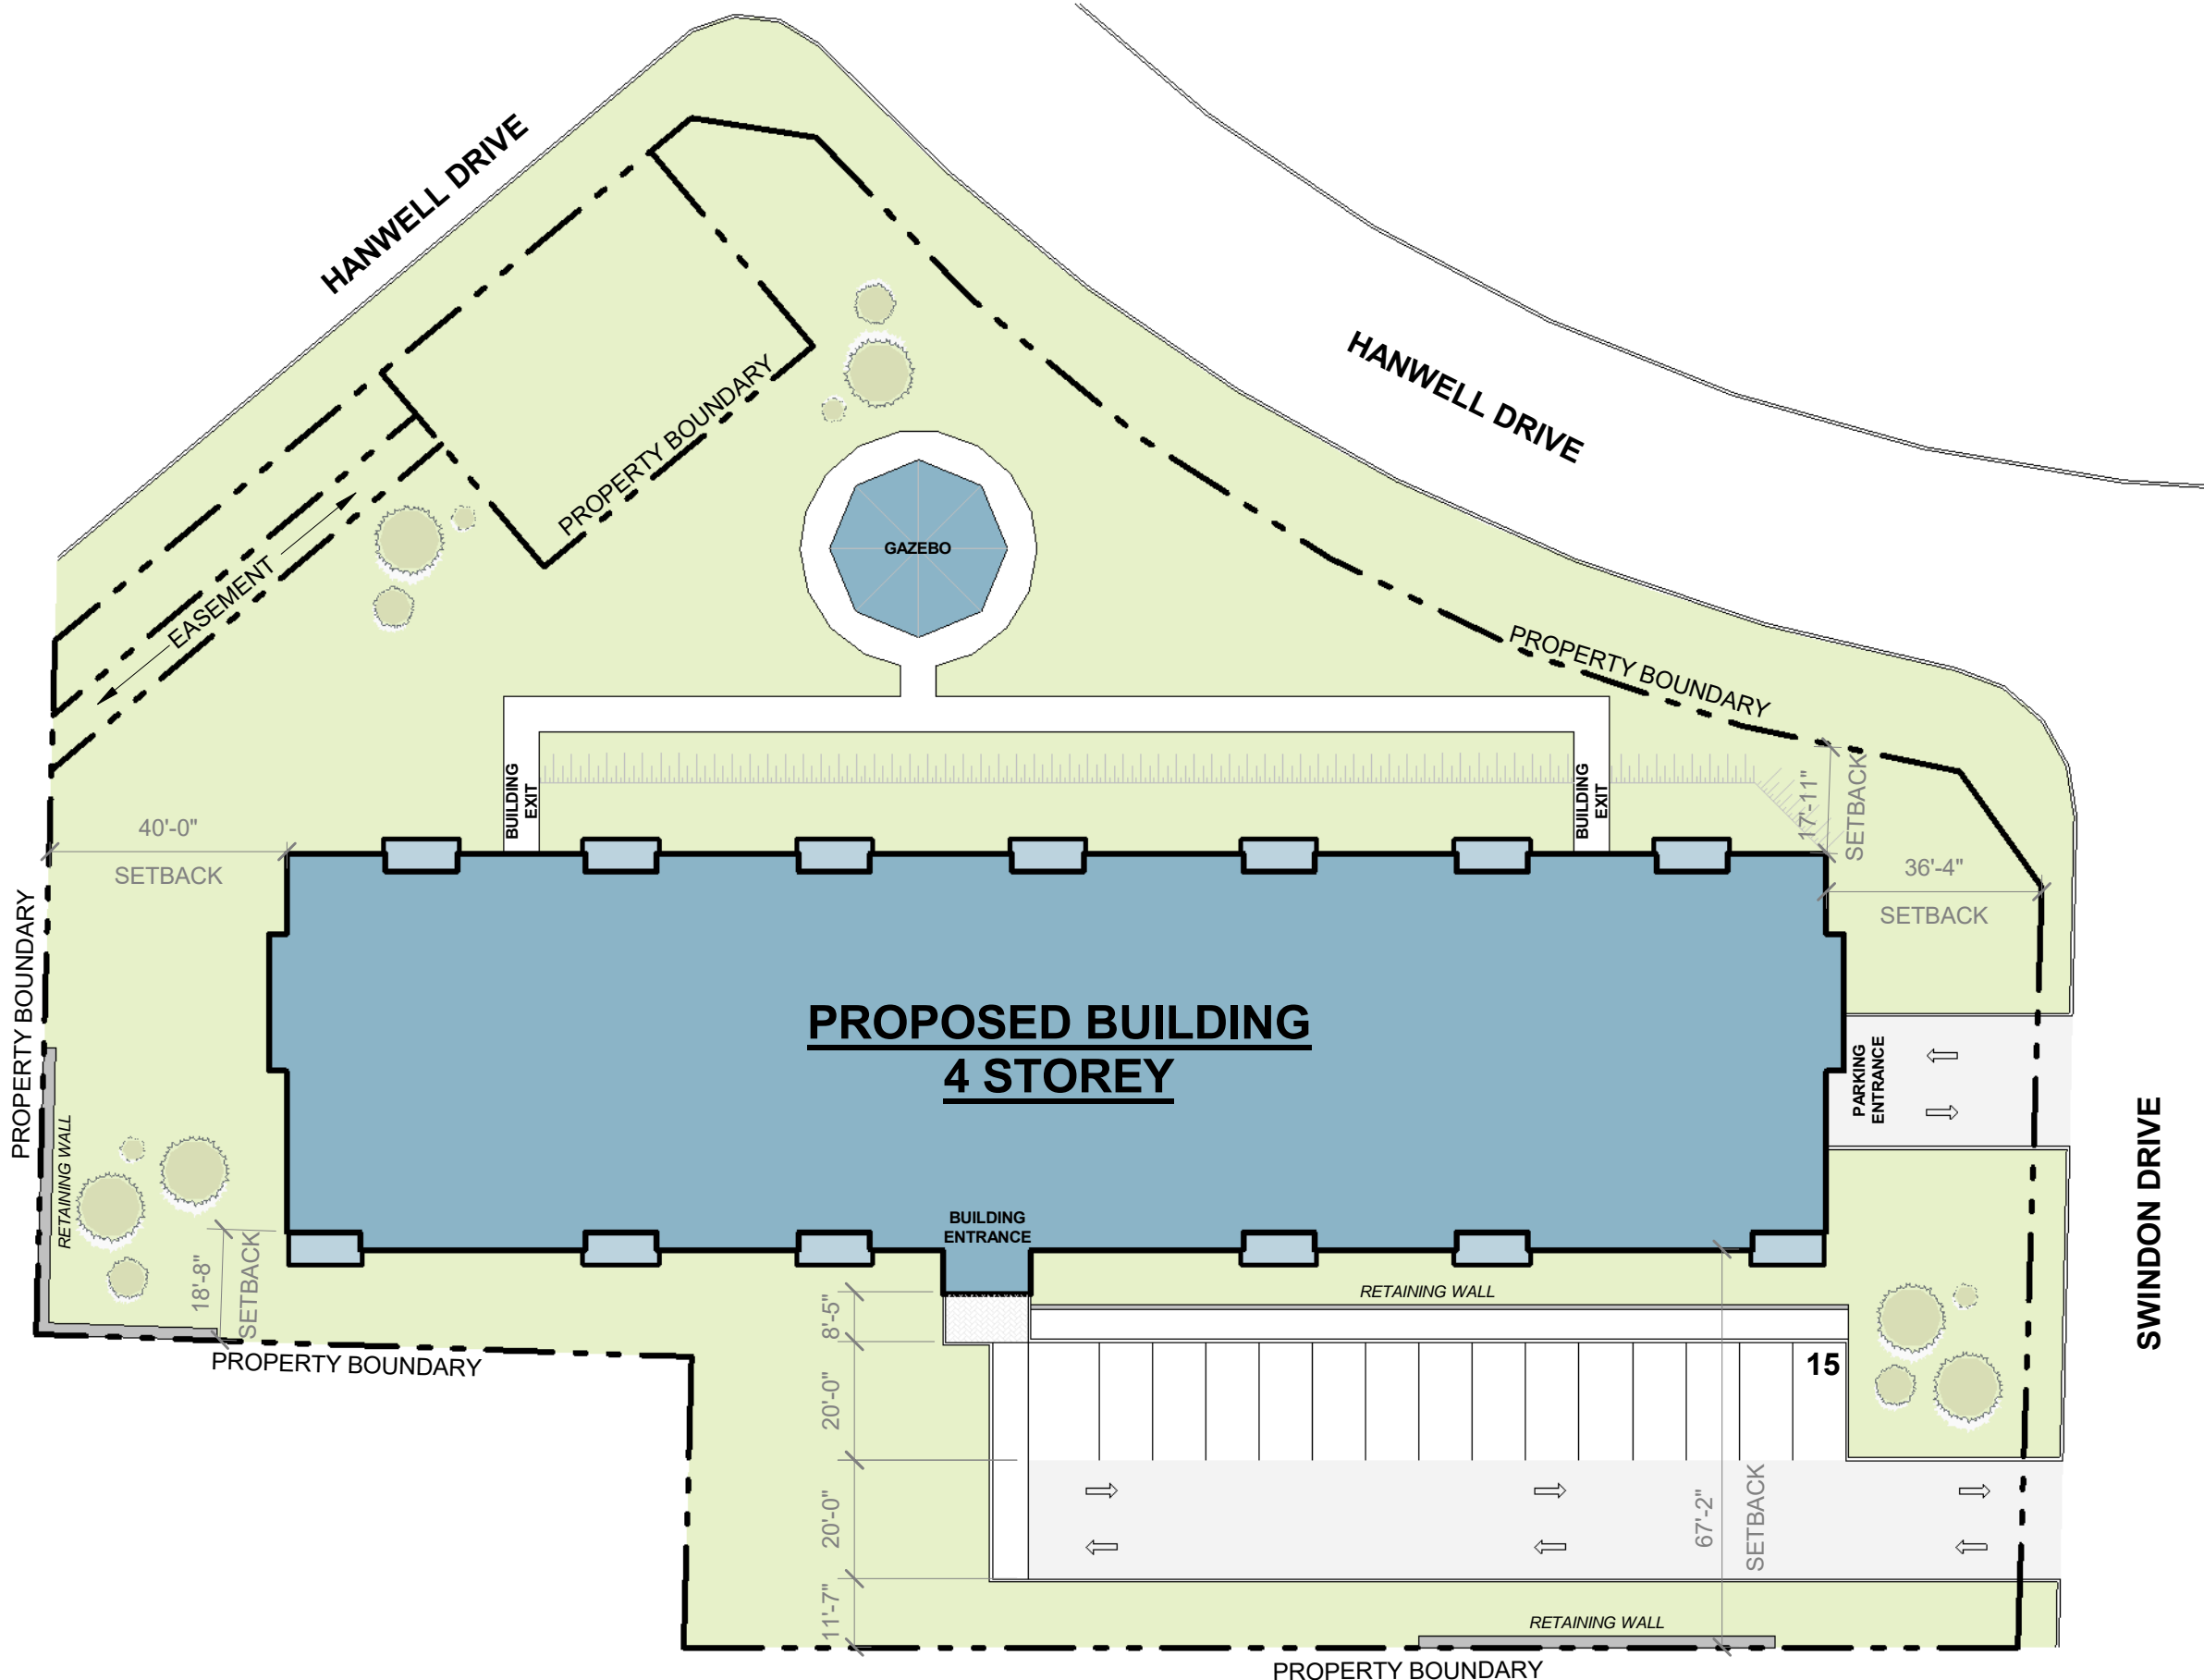 HANWELL DRIVE
HANWELL DRIVE
PROPERTY BOUNDARY
GAZEBO
EASEMENT
PROPERTY BOUNDARY
BUILDING
EXIT
BUILDING
EXIT
17'-11"
SETBACK
40'-0"
SETBACK
36'-4"
SETBACK
PROPERTY BOUNDARY
PROPOSED BUILDING
4 STOREY
PARKING
ENTRANCE
SWINDON DRIVE
RETAINING WALL
BUILDING
ENTRANCE
18'-8"
SETBACK
8'-5"
RETAINING WALL
PROPERTY BOUNDARY
15
20'-0"
20'-0"
67'-2"
SETBACK
11'-7"
RETAINING WALL
PROPERTY BOUNDARY